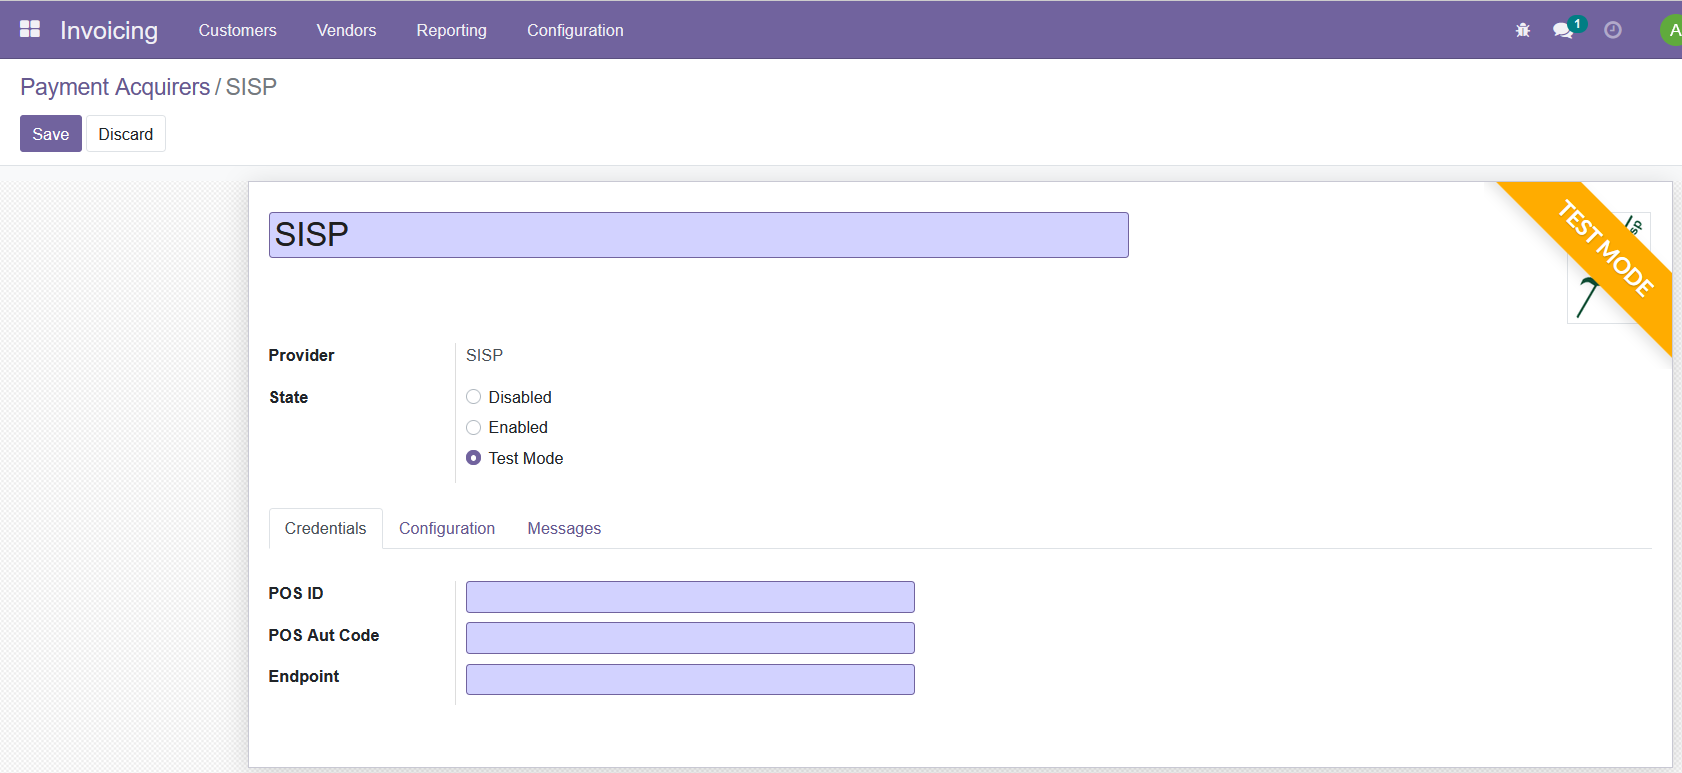 Invoicing Customers Vendors Reporting Configuration 1 A
Payment Acquirers / SISP
Save Discard
SISP
TEST MODE
Provider SISP
State Disabled
Enabled
Test Mode
Credentials Configuration Messages
POS ID
POS Aut Code
Endpoint